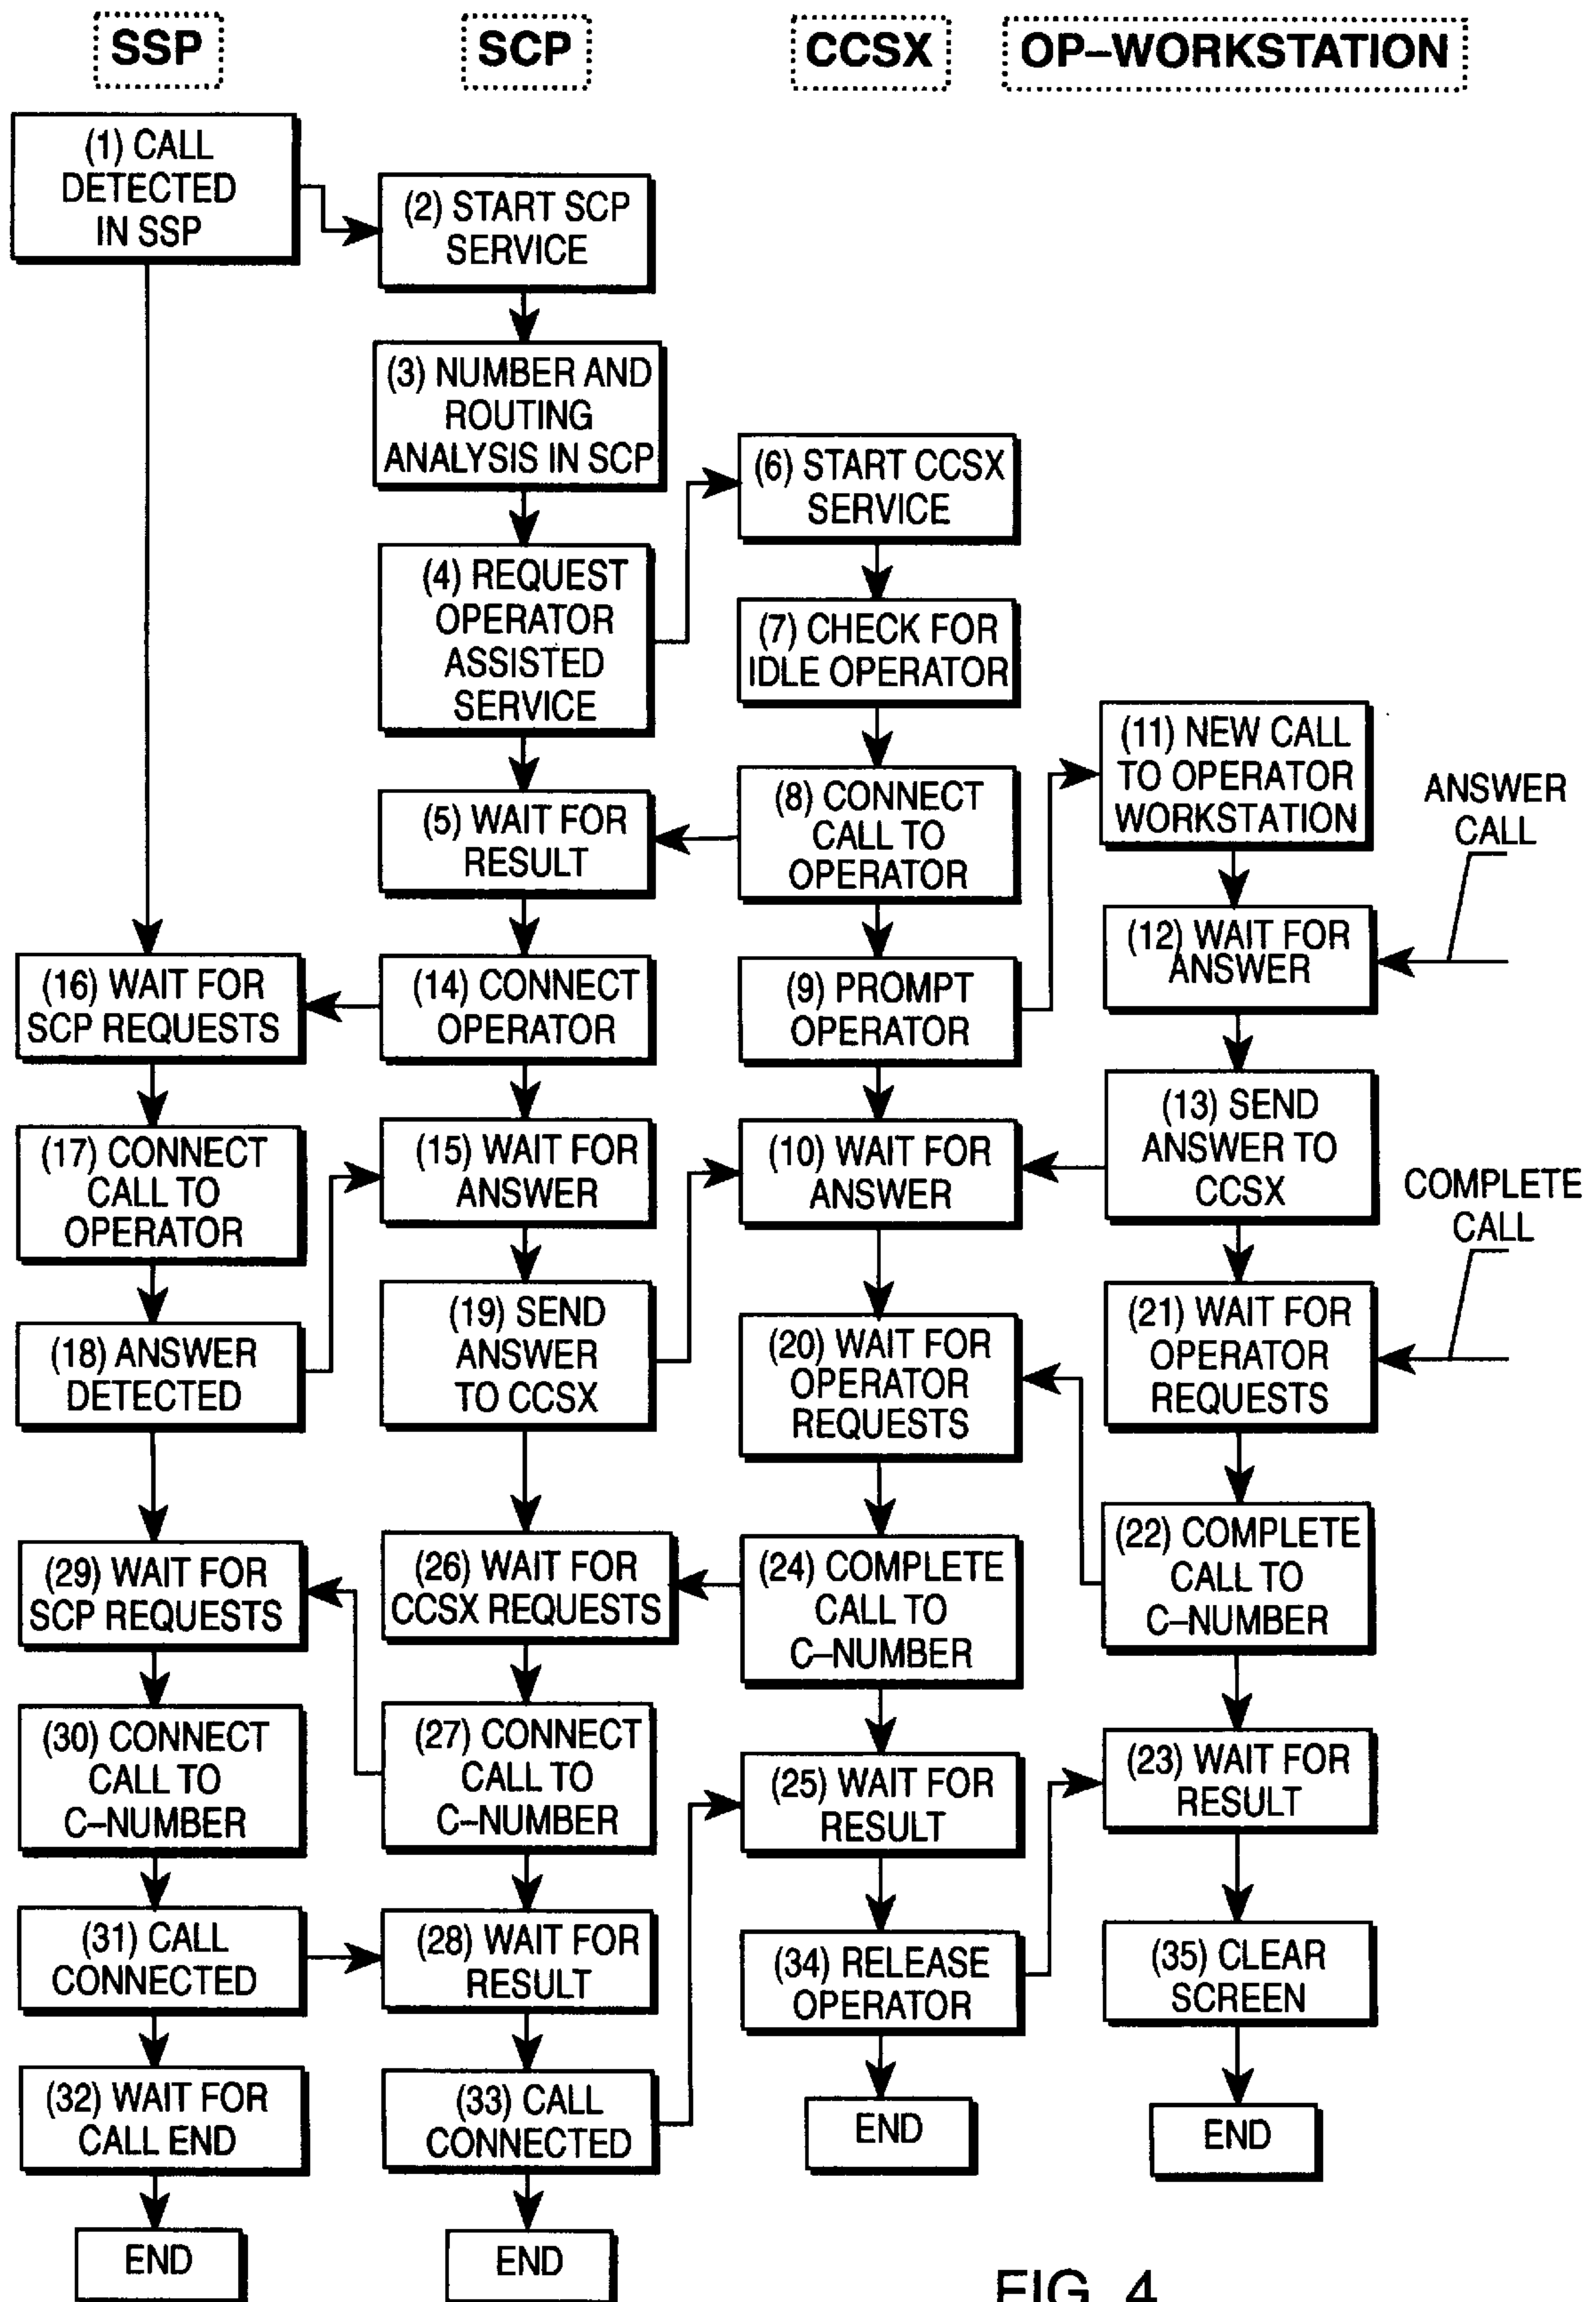 SSP
SCP
CCSX
OP–WORKSTATION
(1) CALL
DETECTED
IN SSP
(2) START SCP
SERVICE
(3) NUMBER AND
ROUTING
ANALYSIS IN SCP
(6) START CCSX
SERVICE
(4) REQUEST
OPERATOR
ASSISTED
SERVICE
(7) CHECK FOR
IDLE OPERATOR
(11) NEW CALL
TO OPERATOR
WORKSTATION
ANSWER
CALL
(5) WAIT FOR
RESULT
(8) CONNECT
CALL TO
OPERATOR
(12) WAIT FOR
ANSWER
(16) WAIT FOR
SCP REQUESTS
(14) CONNECT
OPERATOR
(9) PROMPT
OPERATOR
(13) SEND
ANSWER TO
CCSX
(17) CONNECT
CALL TO
OPERATOR
(15) WAIT FOR
ANSWER
(10) WAIT FOR
ANSWER
COMPLETE
CALL
(18) ANSWER
DETECTED
(19) SEND
ANSWER
TO CCSX
(20) WAIT FOR
OPERATOR
REQUESTS
(21) WAIT FOR
OPERATOR
REQUESTS
(29) WAIT FOR
SCP REQUESTS
(26) WAIT FOR
CCSX REQUESTS
(24) COMPLETE
CALL TO
C–NUMBER
(22) COMPLETE
CALL TO
C–NUMBER
(30) CONNECT
CALL TO
C–NUMBER
(27) CONNECT
CALL TO
C–NUMBER
(25) WAIT FOR
RESULT
(23) WAIT FOR
RESULT
(31) CALL
CONNECTED
(28) WAIT FOR
RESULT
(34) RELEASE
OPERATOR
(35) CLEAR
SCREEN
(32) WAIT FOR
CALL END
(33) CALL
CONNECTED
END
END
END
END
FIG. 4